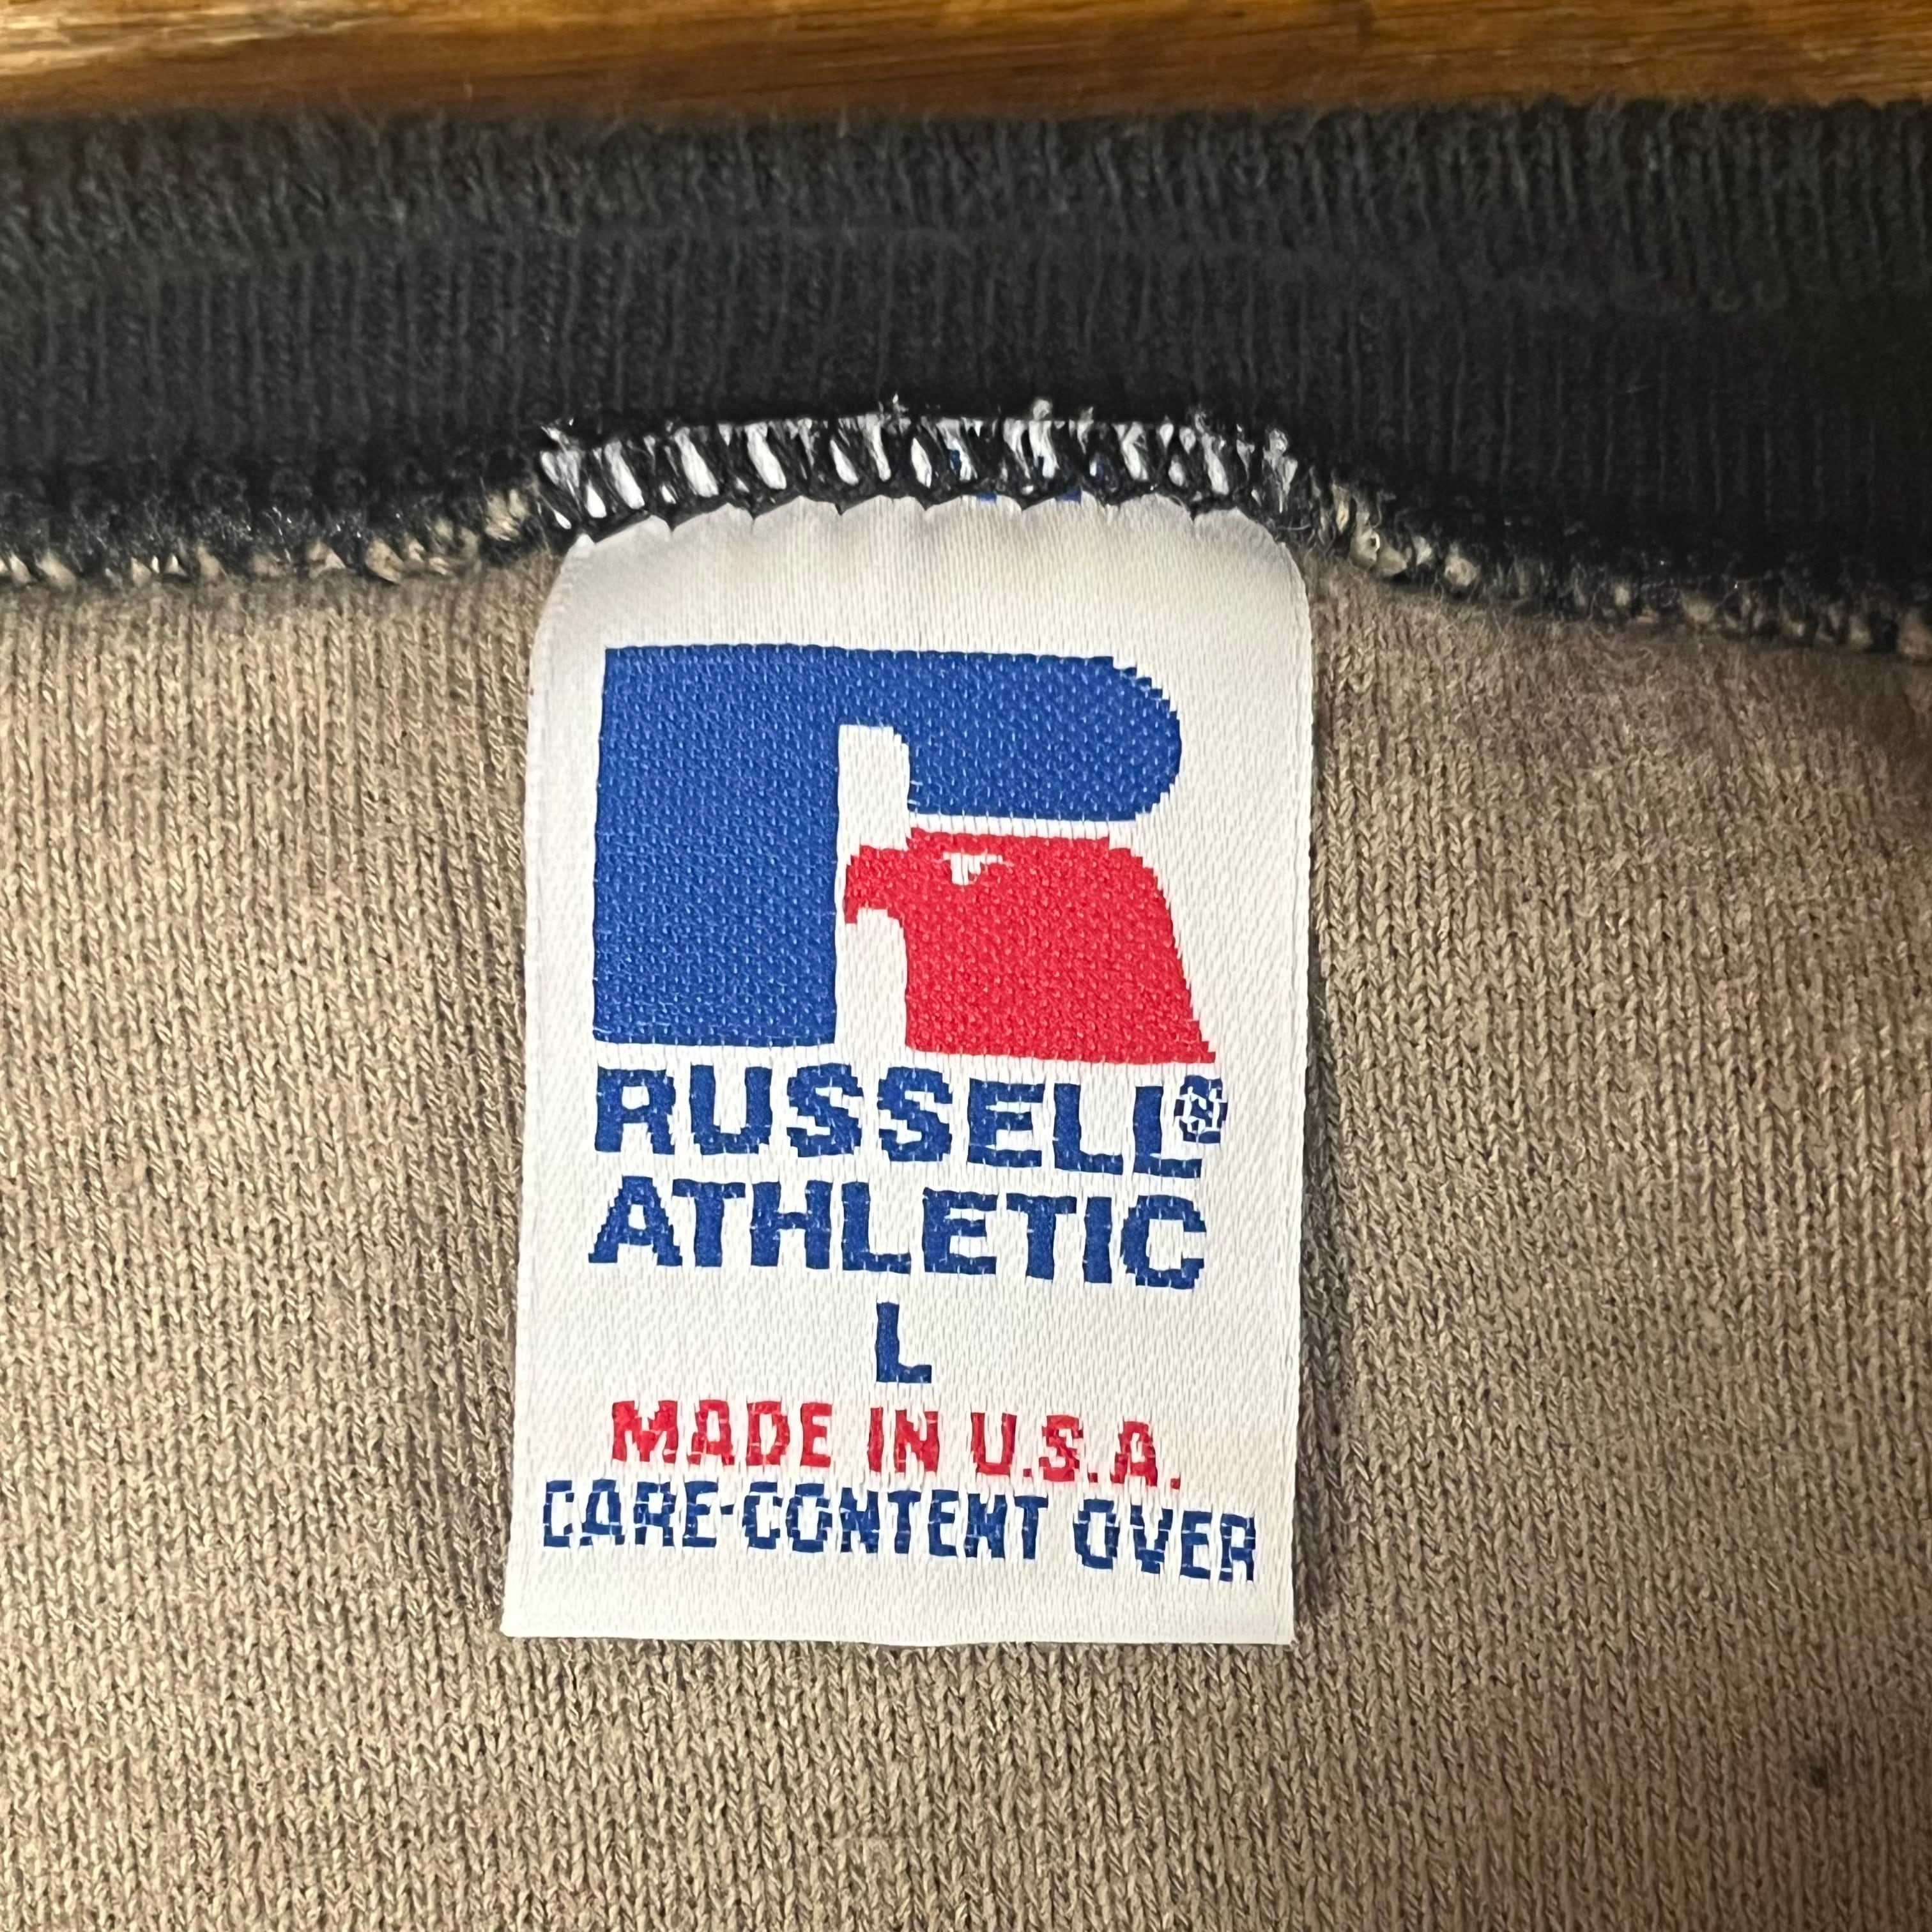 RUSSELL®
ATHLETIC
L
MADE IN U.S.A.
CARE-CONTENT OVER